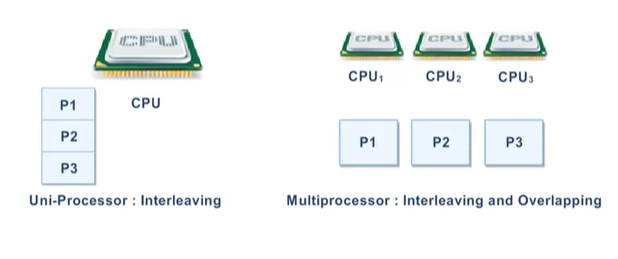 CPU
CPU
P1
P2
P3
Uni-Processor : Interleaving
CPU
CPU
CPU
CPU₁
CPU₂
CPU₃
P1
P2
P3
Multiprocessor : Interleaving and Overlapping